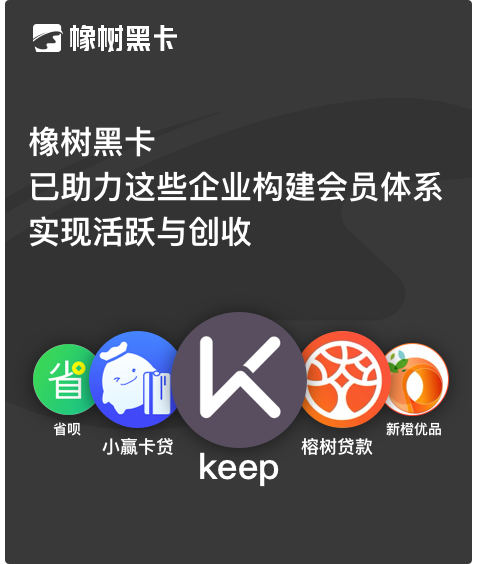 橡树黑卡
橡树黑卡
已助力这些企业构建会员体系
实现活跃与创收
省
省呗
小赢卡贷
keep
榕树贷款
新橙优品